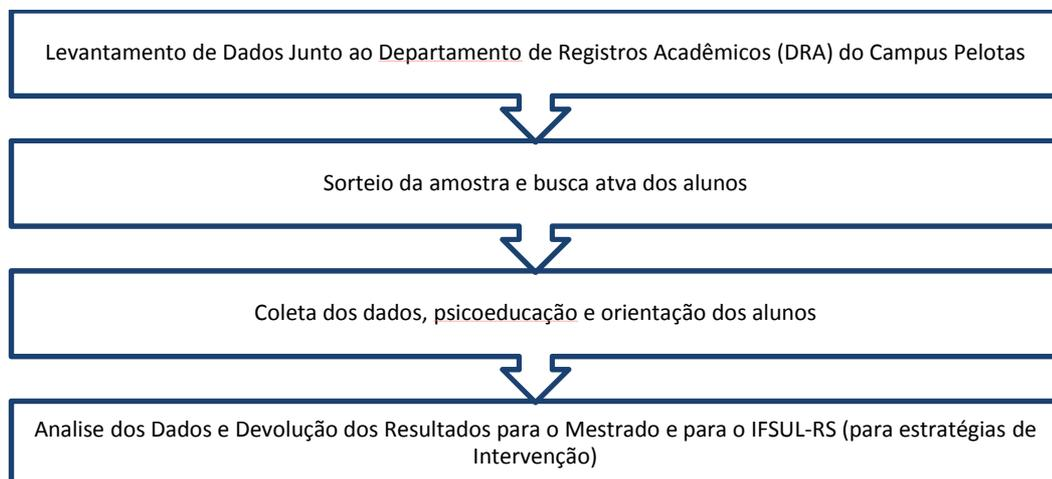 Levantamento de Dados Junto ao Departamento de Registros Acadêmicos (DRA) do Campus Pelotas
Sorteio da amostra e busca atva dos alunos
Coleta dos dados, psicoeducação e orientação dos alunos
Analise dos Dados e Devolução dos Resultados para o Mestrado e para o IFSUL-RS (para estratégias de
Intervenção)